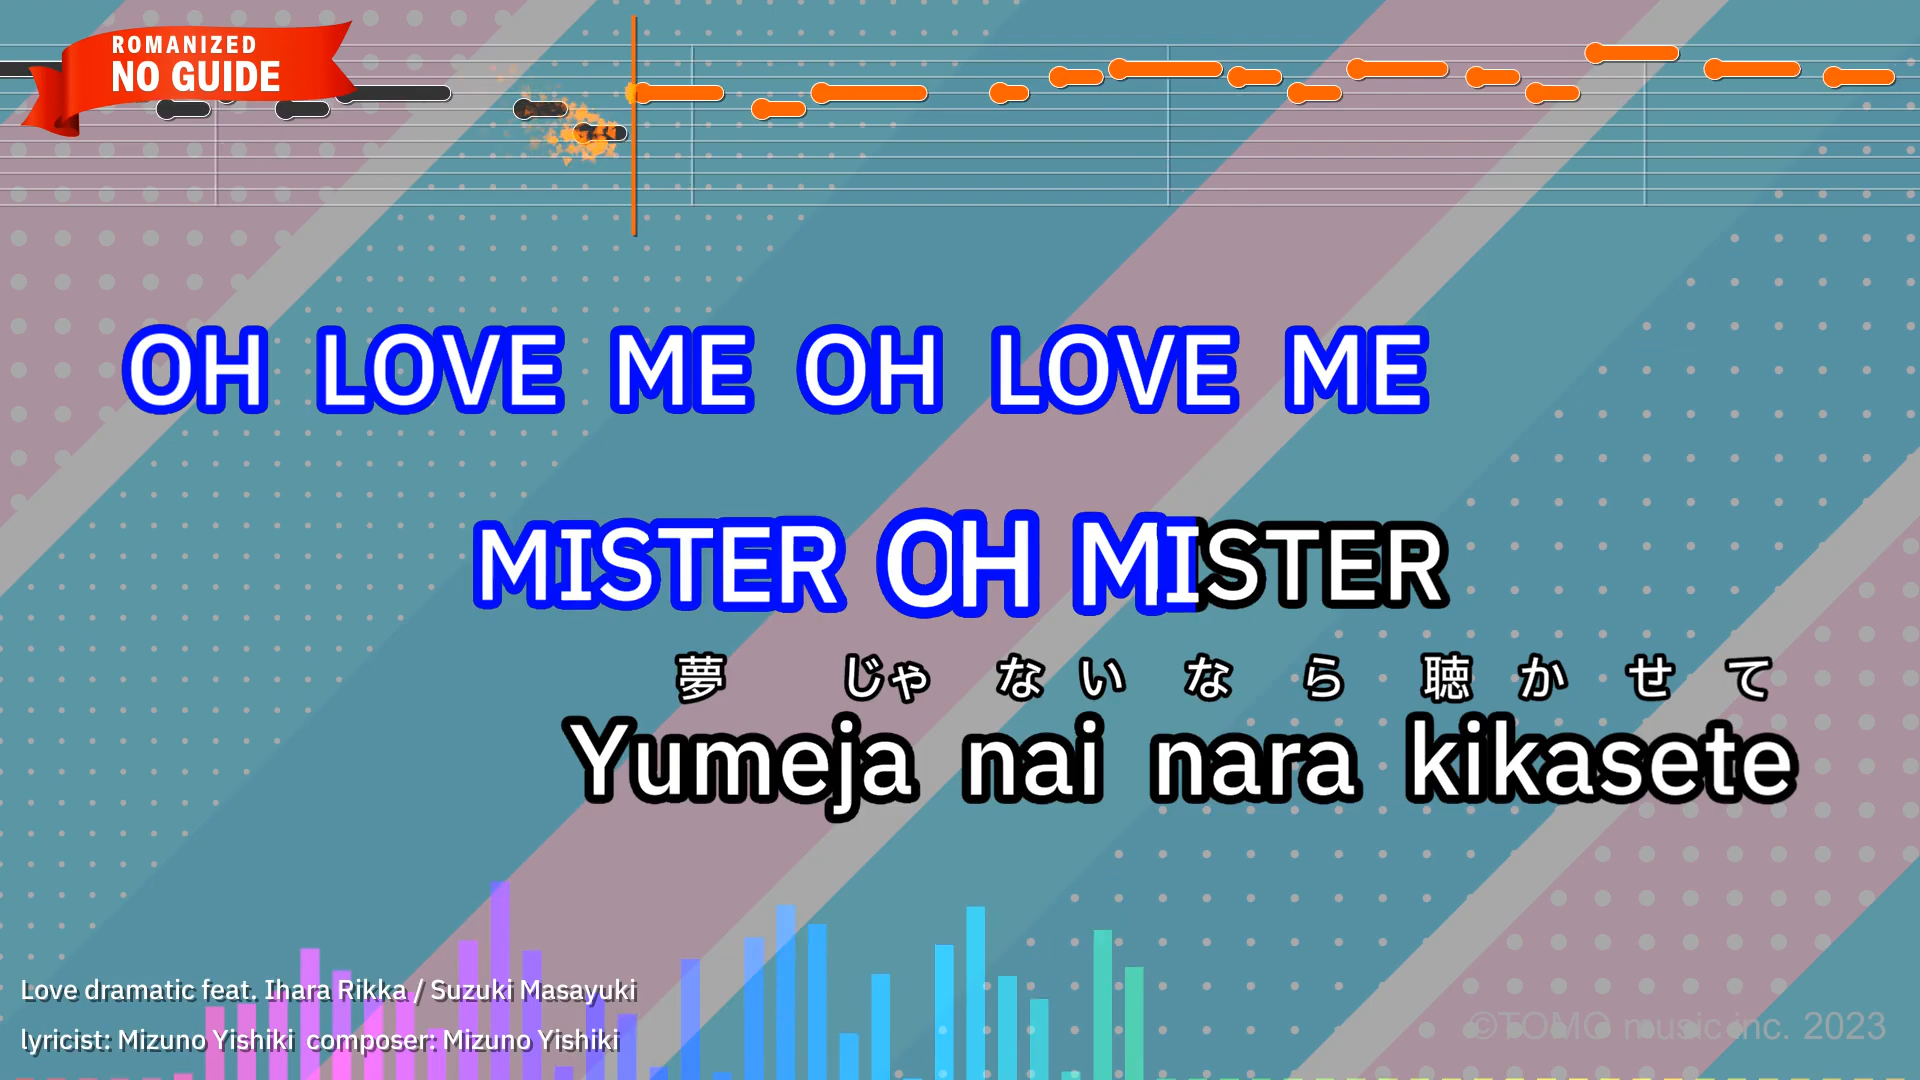 ROMANIZED
NO GUIDE
OH LOVE ME OH LOVE ME
MISTER OH MISTER
夢じゃないなら聴かせて
Yumeja nai nara kikasete
Love dramatic feat. Ihara Rikka / Suzuki Masayuki
lyricist: Mizuno Yishiki composer: Mizuno Yishiki
©TOMO music inc. 2023